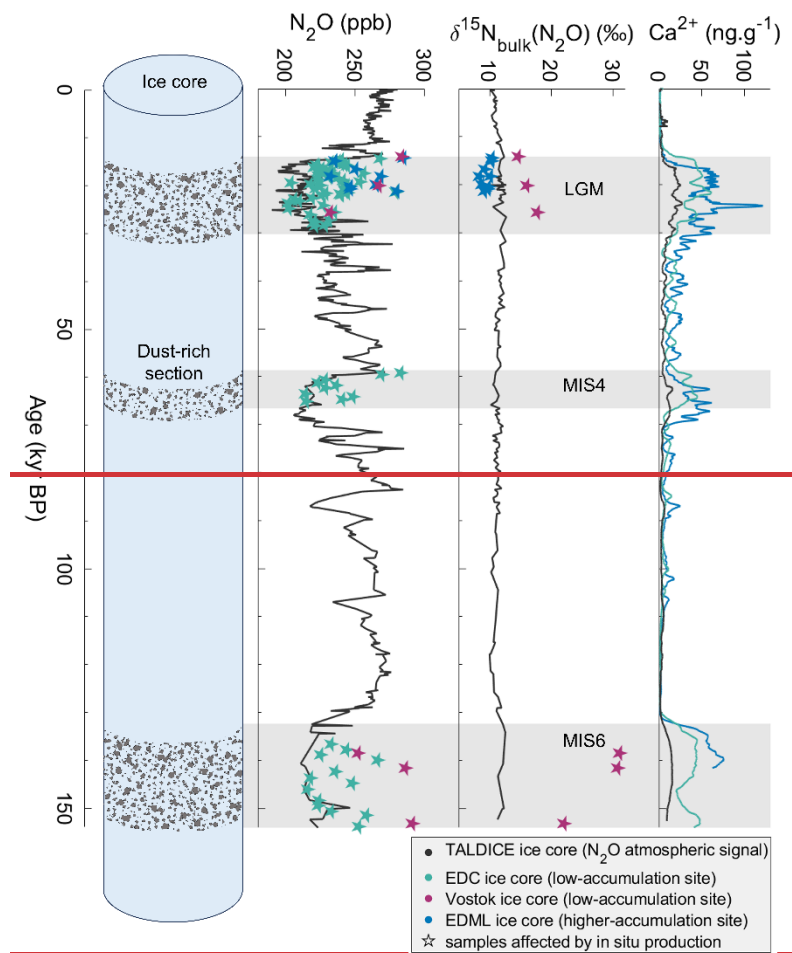 N₂O (ppb)
200
250
300
δ¹⁵Nbulk(N₂O) (‰)
10
20
30
Ca²⁺ (ng.g⁻¹)
0
50
100
Ice core
LGM
Dust-rich
section
MIS4
MIS6
Age (ky BP)
0
50
100
150
TALDICE ice core (N₂O atmospheric signal)
EDC ice core (low-accumulation site)
Vostok ice core (low-accumulation site)
EDML ice core (higher-accumulation site)
samples affected by in situ production